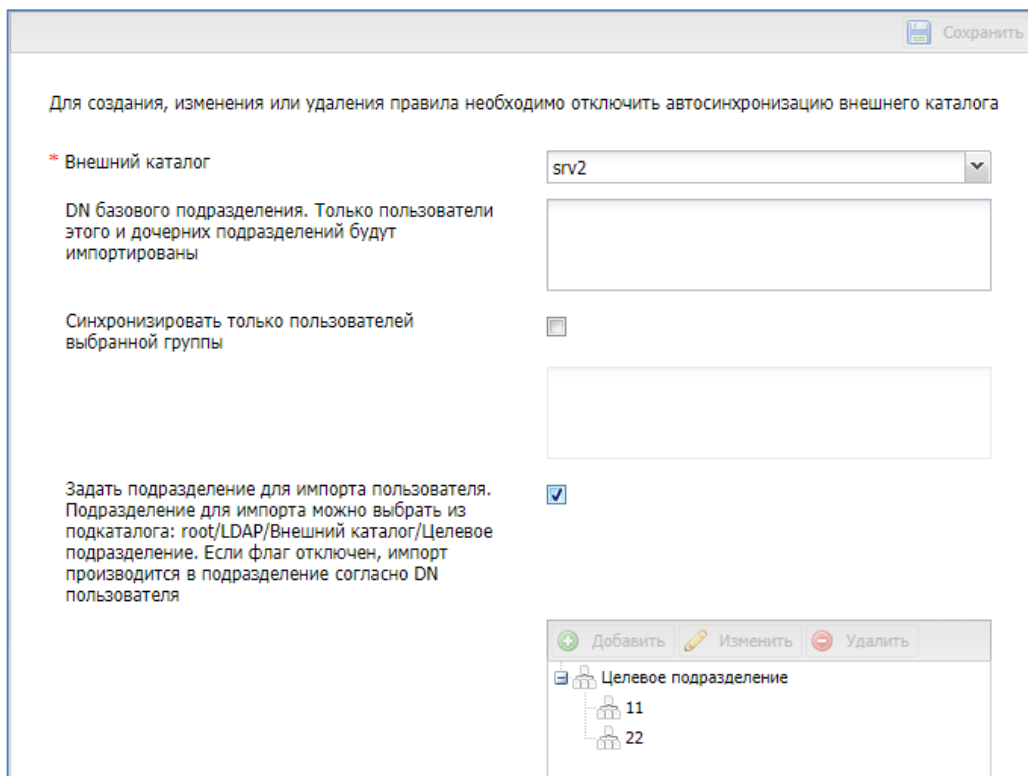 Сохранить
Для создания, изменения или удаления правила необходимо отключить автосинхронизацию внешнего каталога
* Внешний каталог
srv2
DN базового подразделения. Только пользователи
этого и дочерних подразделений будут
импортированы
Синхронизировать только пользователей
выбранной группы
Задать подразделение для импорта пользователя.
Подразделение для импорта можно выбрать из
подкаталога: root/LDAP/Внешний каталог/Целевое
подразделение. Если флаг отключен, импорт
производится в подразделение согласно DN
пользователя
Добавить Изменить Удалить
Целевое подразделение
11
22